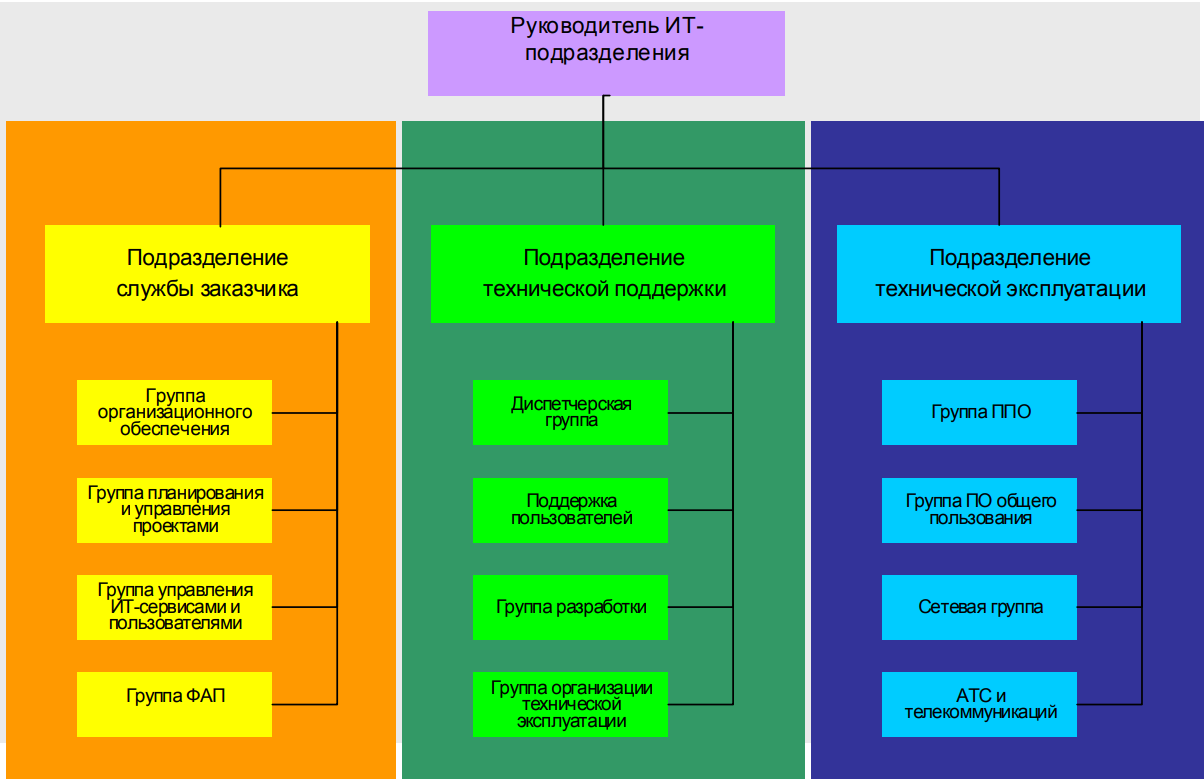 Руководитель ИТ-
подразделения
Подразделение
службы заказчика
Группа
организационного
обеспечения
Группа планирования
и управления
проектами
Группа управления
ИТ-сервисами и
пользователями
Группа ФАП
Подразделение
технической поддержки
Диспетчерская
группа
Поддержка
пользователей
Группа разработки
Группа организации
технической
эксплуатации
Подразделение
технической эксплуатации
Группа ППО
Группа ПО общего
пользования
Сетевая группа
АТС и
телекоммуникаций